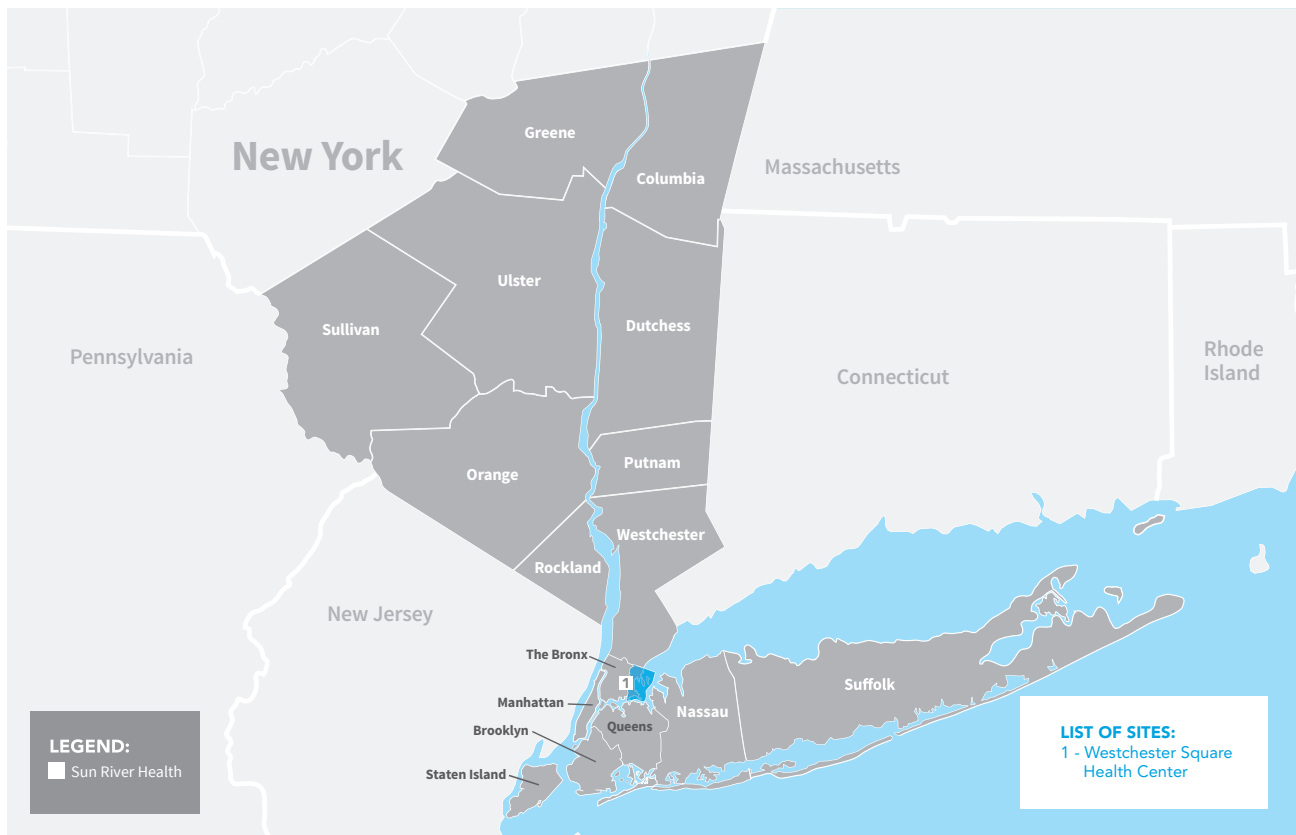 New York
Greene
Columbia
Massachusetts
Ulster
Sullivan
Dutchess
Pennsylvania
Connecticut
Rhode
Island
Orange
Putnam
Westchester
Rockland
New Jersey
The Bronx
1
Manhattan
Brooklyn
Queens
Nassau
Suffolk
Staten Island
LEGEND:
Sun River Health
LIST OF SITES:
1 - Westchester Square
Health Center